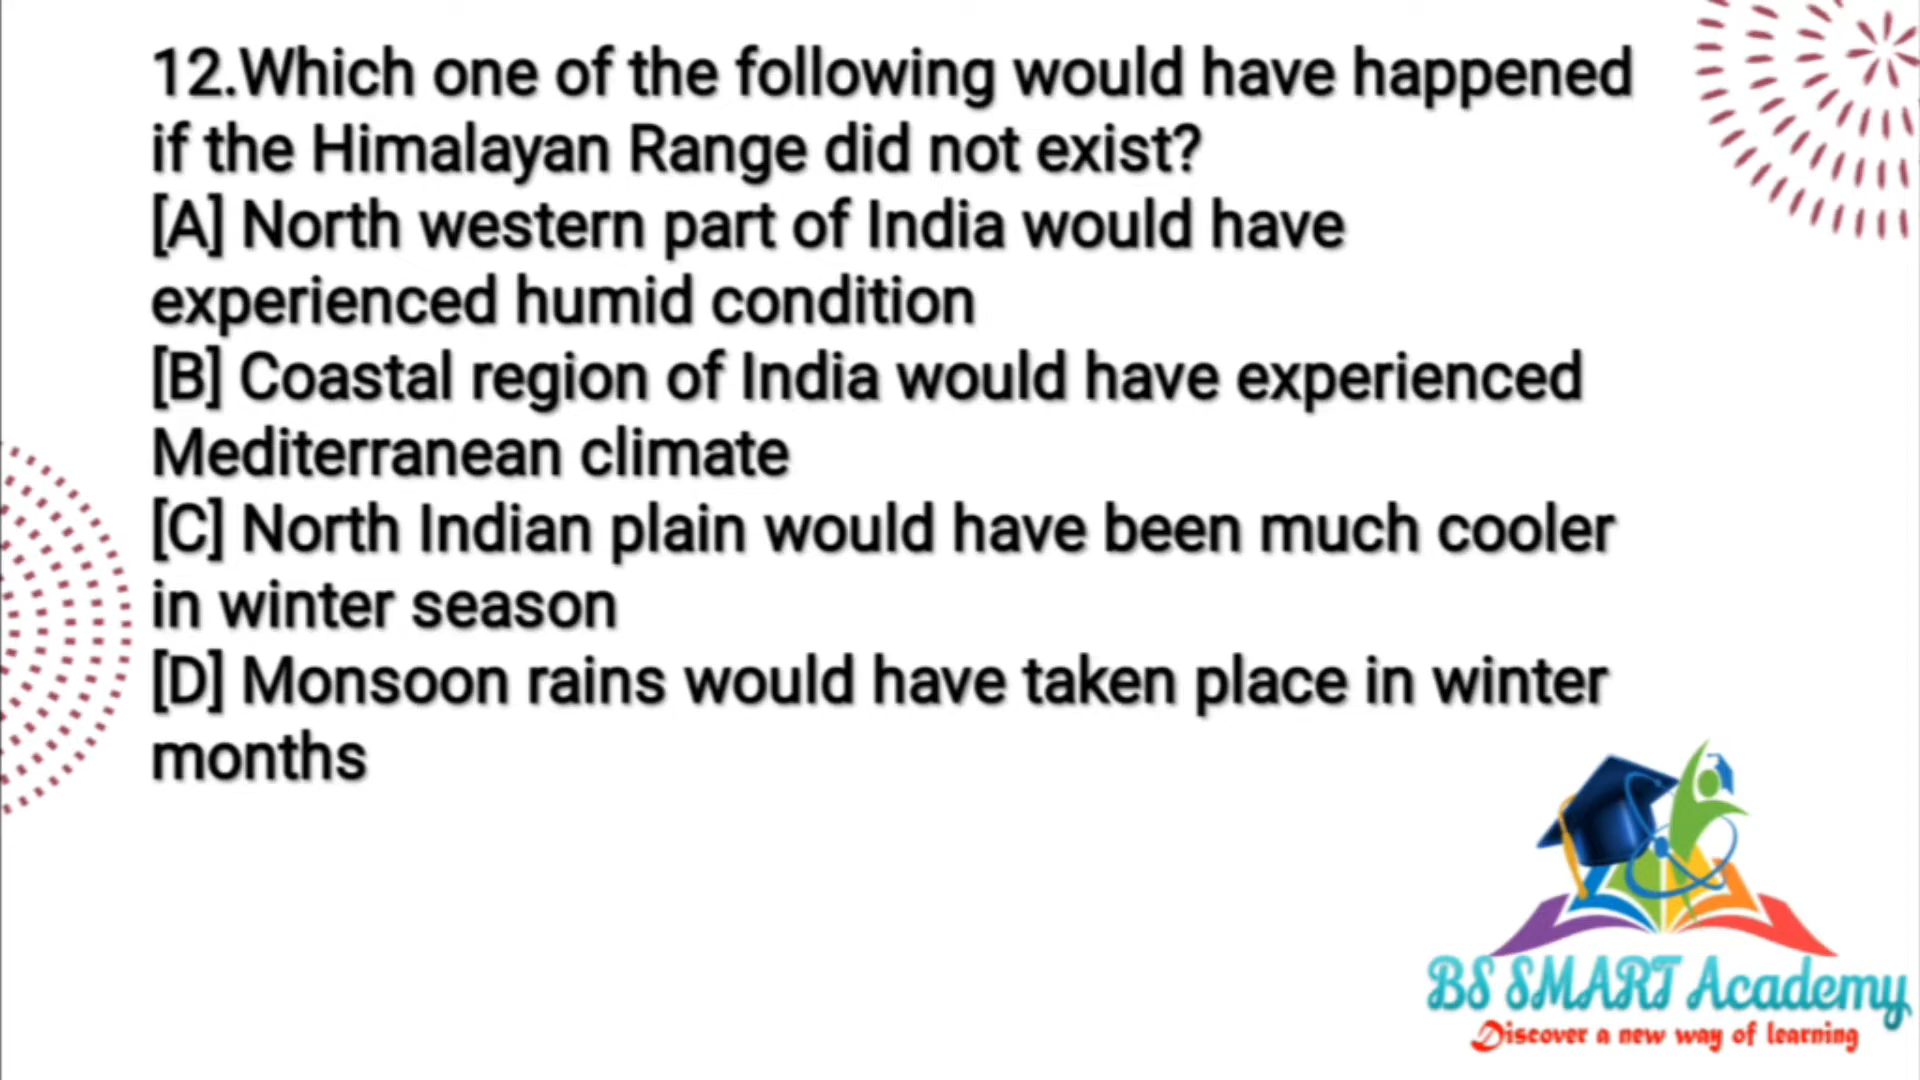 12.Which one of the following would have happened
if the Himalayan Range did not exist?
[A] North western part of India would have
experienced humid condition
[B] Coastal region of India would have experienced
Mediterranean climate
[C] North Indian plain would have been much cooler
in winter season
[D] Monsoon rains would have taken place in winter
months
BS SMART Academy
Discover a new way of learning